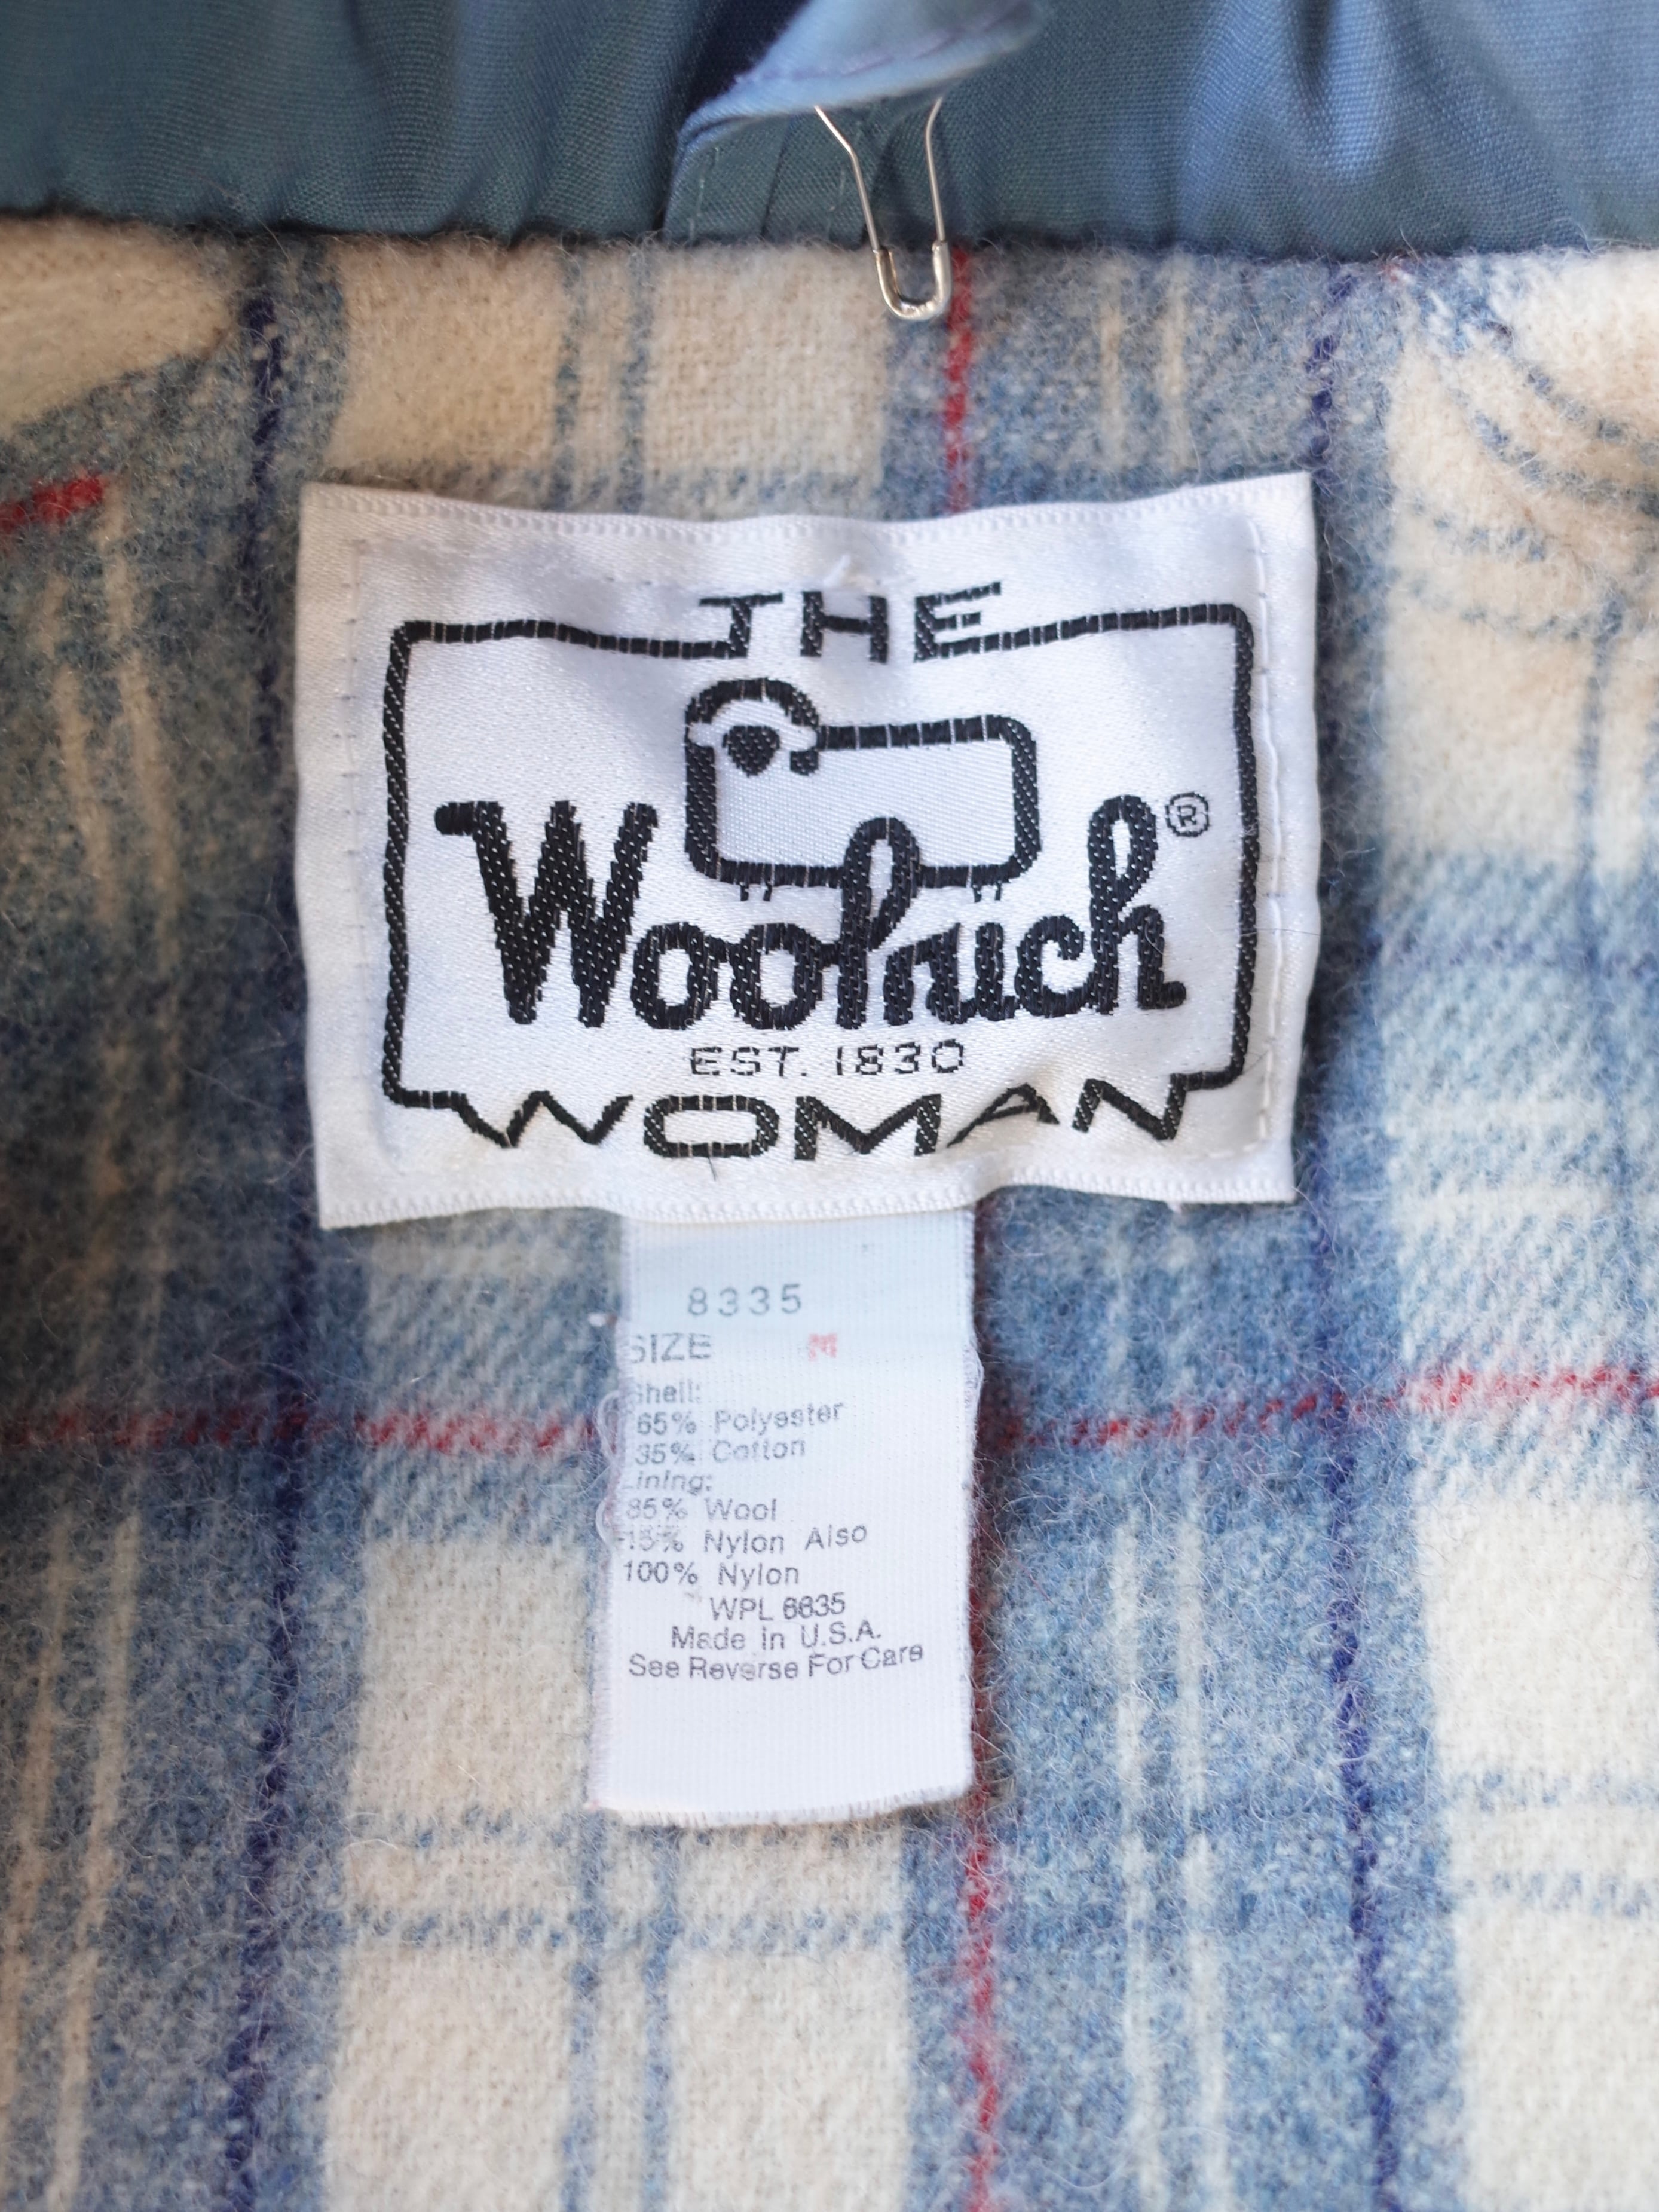 THE
Woolrich®
EST. 1830
WOMAN
8335
SIZE M
Shell:
65% Polyester
35% Cotton
Lining:
85% Wool
15% Nylon Also
100% Nylon
WPL 6635
Made in U.S.A.
See Reverse For Care